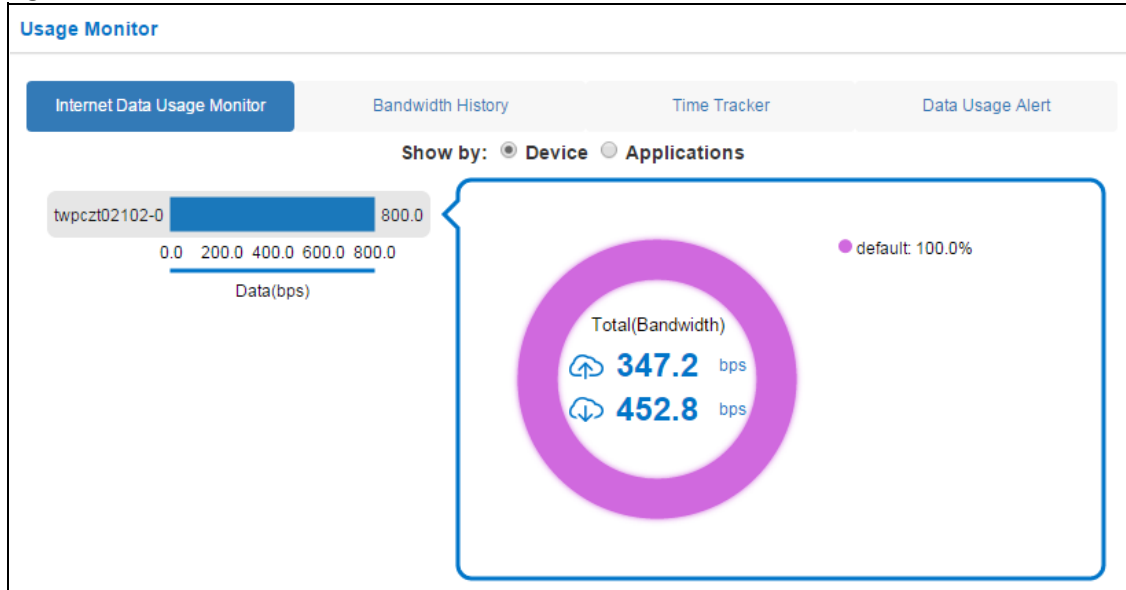 Usage Monitor
Internet Data Usage Monitor Bandwidth History Time Tracker Data Usage Alert
Show by: Device Applications
twpczt02102-0 800.0
0.0 200.0 400.0 600.0 800.0
Data(bps)
default: 100.0%
Total(Bandwidth)
347.2 bps
452.8 bps